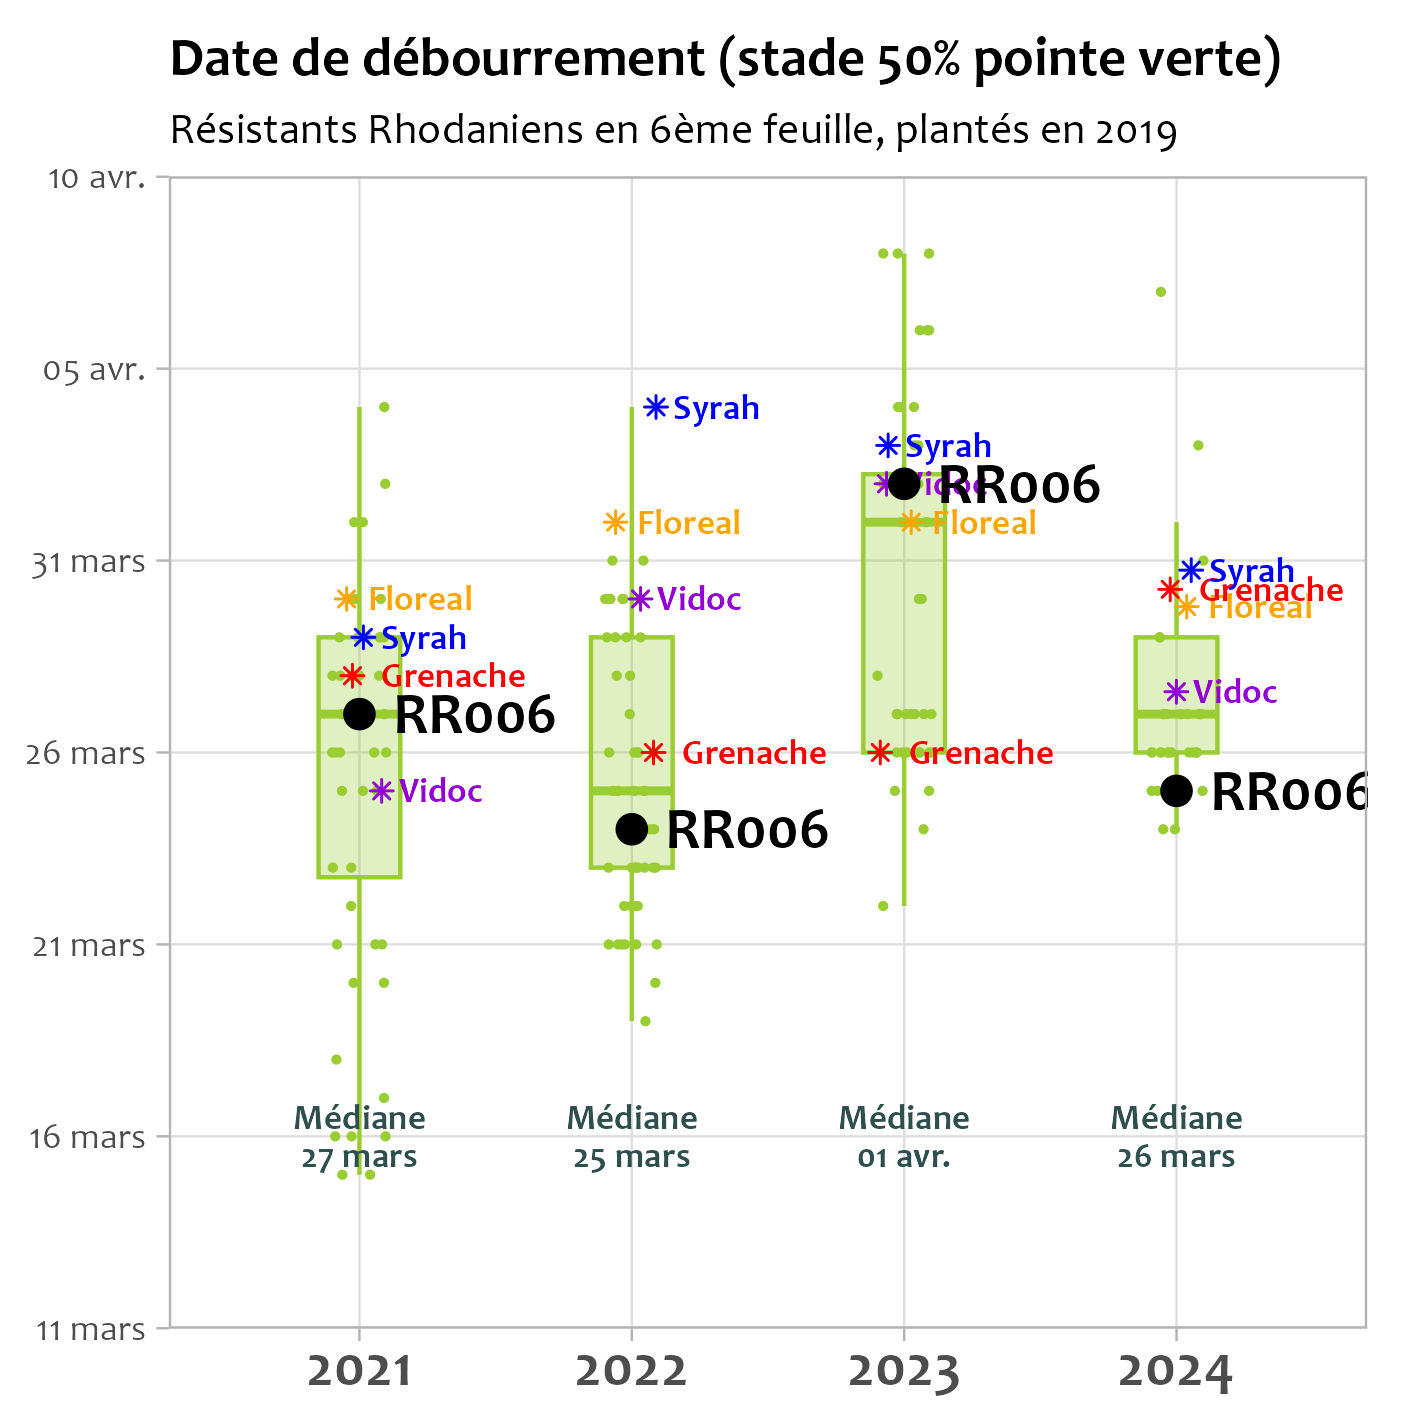 Date de débourrement (stade 50% pointe verte)
Résistants Rhodaniens en 6ème feuille, plantés en 2019
10 avr.
05 avr.
31 mars
26 mars
21 mars
16 mars
11 mars
Floreal
Syrah
Grenache
RR006
Vidoc
Médiane
27 mars
Syrah
Floreal
Vidoc
Grenache
RR006
Médiane
25 mars
Syrah
Vidoc
RR006
Floreal
Grenache
Médiane
01 avr.
Syrah
Grenache
Floreal
Vidoc
RR006
Médiane
26 mars
2021
2022
2023
2024